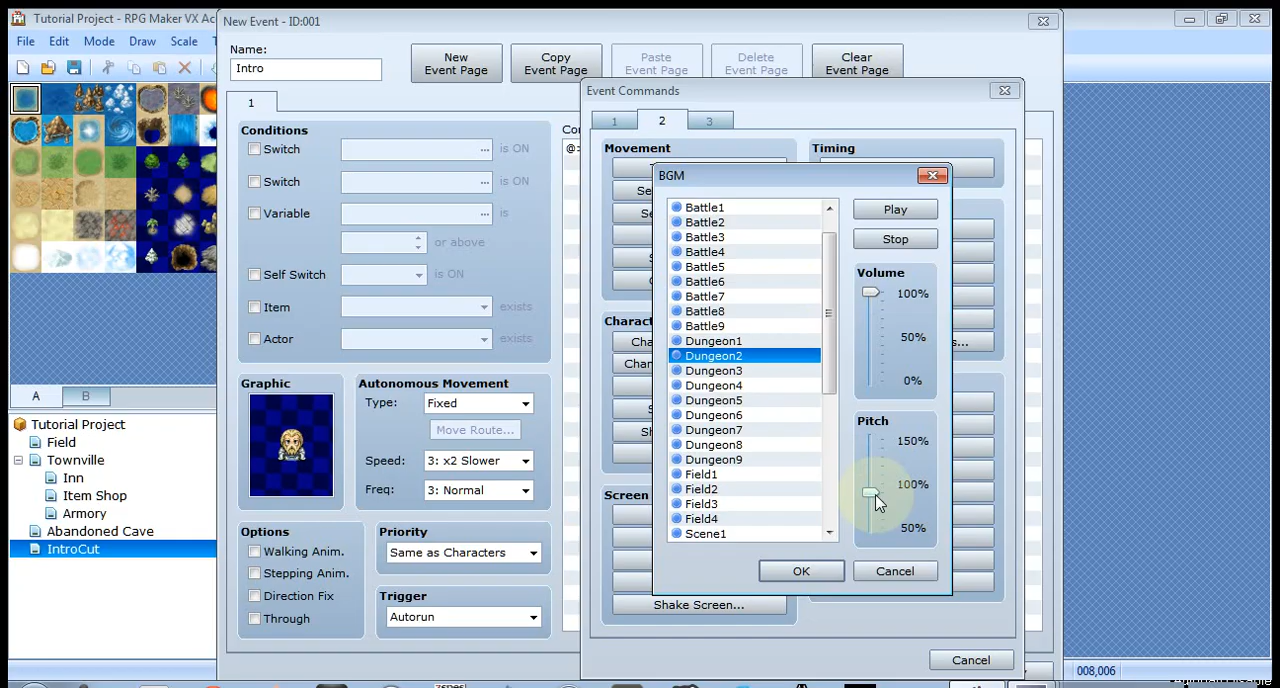 Tutorial Project - RPG Maker VX Ac
File Edit Mode Draw Scale
New Event - ID:001
Name:
Intro
New
Event Page
Copy
Event Page
Paste
Event Page
Delete
Event Page
Clear
Event Page
1
Conditions
Switch ... is ON
Switch ... is ON
Variable ... is
or above
Self Switch is ON
Item exists
Actor exists
Graphic
Autonomous Movement
Type: Fixed
Move Route...
Speed: 3: x2 Slower
Freq: 3: Normal
Options
Walking Anim.
Stepping Anim.
Direction Fix
Through
Priority
Same as Characters
Trigger
Autorun
A B
Tutorial Project
Field
Townville
Inn
Item Shop
Armory
Abandoned Cave
IntroCut
Event Commands
1 2 3
Movement
Timing
Screen
Shake Screen...
Cancel
BGM
Battle1
Battle2
Battle3
Battle4
Battle5
Battle6
Battle7
Battle8
Battle9
Dungeon1
Dungeon2
Dungeon3
Dungeon4
Dungeon5
Dungeon6
Dungeon7
Dungeon8
Dungeon9
Field1
Field2
Field3
Field4
Scene1
Play
Stop
Volume
100%
50%
0%
Pitch
150%
100%
50%
OK
Cancel
008,006